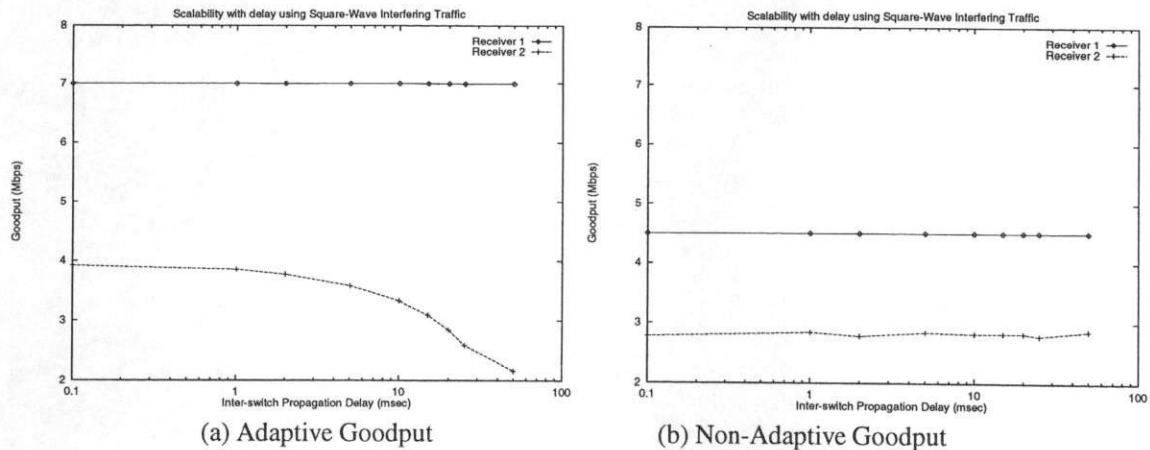 Scalability with delay using Square-Wave Interfering Traffic
Receiver 1
Receiver 2
8
7
6
5
4
3
2
Goodput (Mbps)
0.1
1
10
100
Inter-switch Propagation Delay (msec)
(a) Adaptive Goodput
Scalability with delay using Square-Wave Interfering Traffic
Receiver 1
Receiver 2
8
7
6
5
4
3
2
Goodput (Mbps)
0.1
1
10
100
Inter-switch Propagation Delay (msec)
(b) Non-Adaptive Goodput